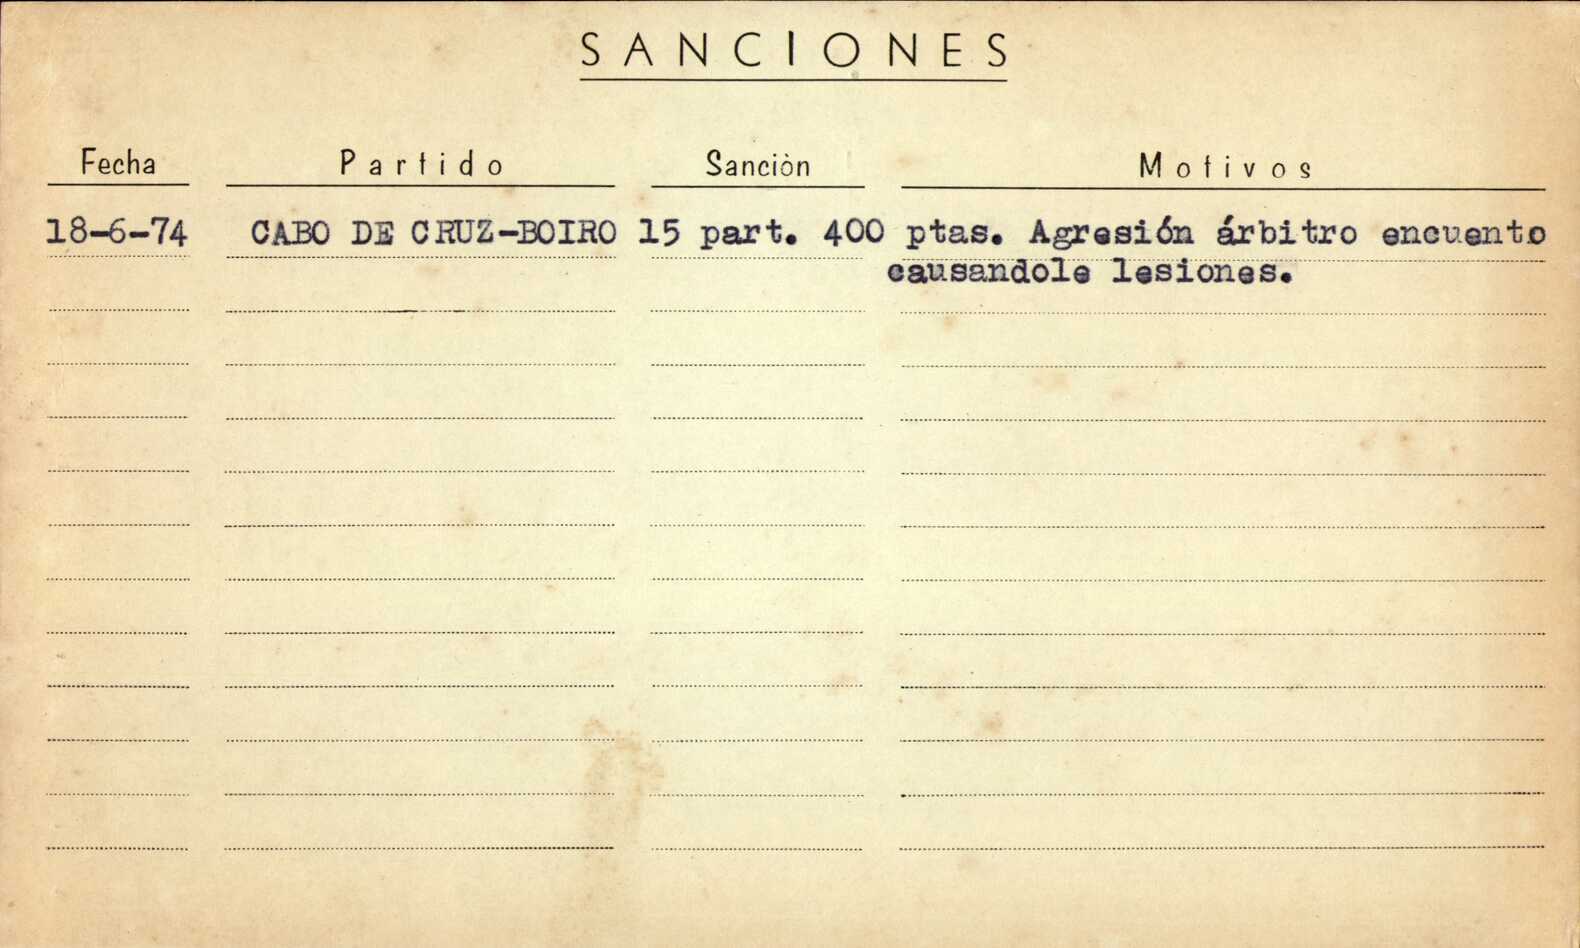 SANCIONES
Fecha Partido Sanciòn Motivos
18-6-74 CABO DE CRUZ-BOIRO 15 part. 400 ptas. Agresión árbitro encuento
causandole lesiones.